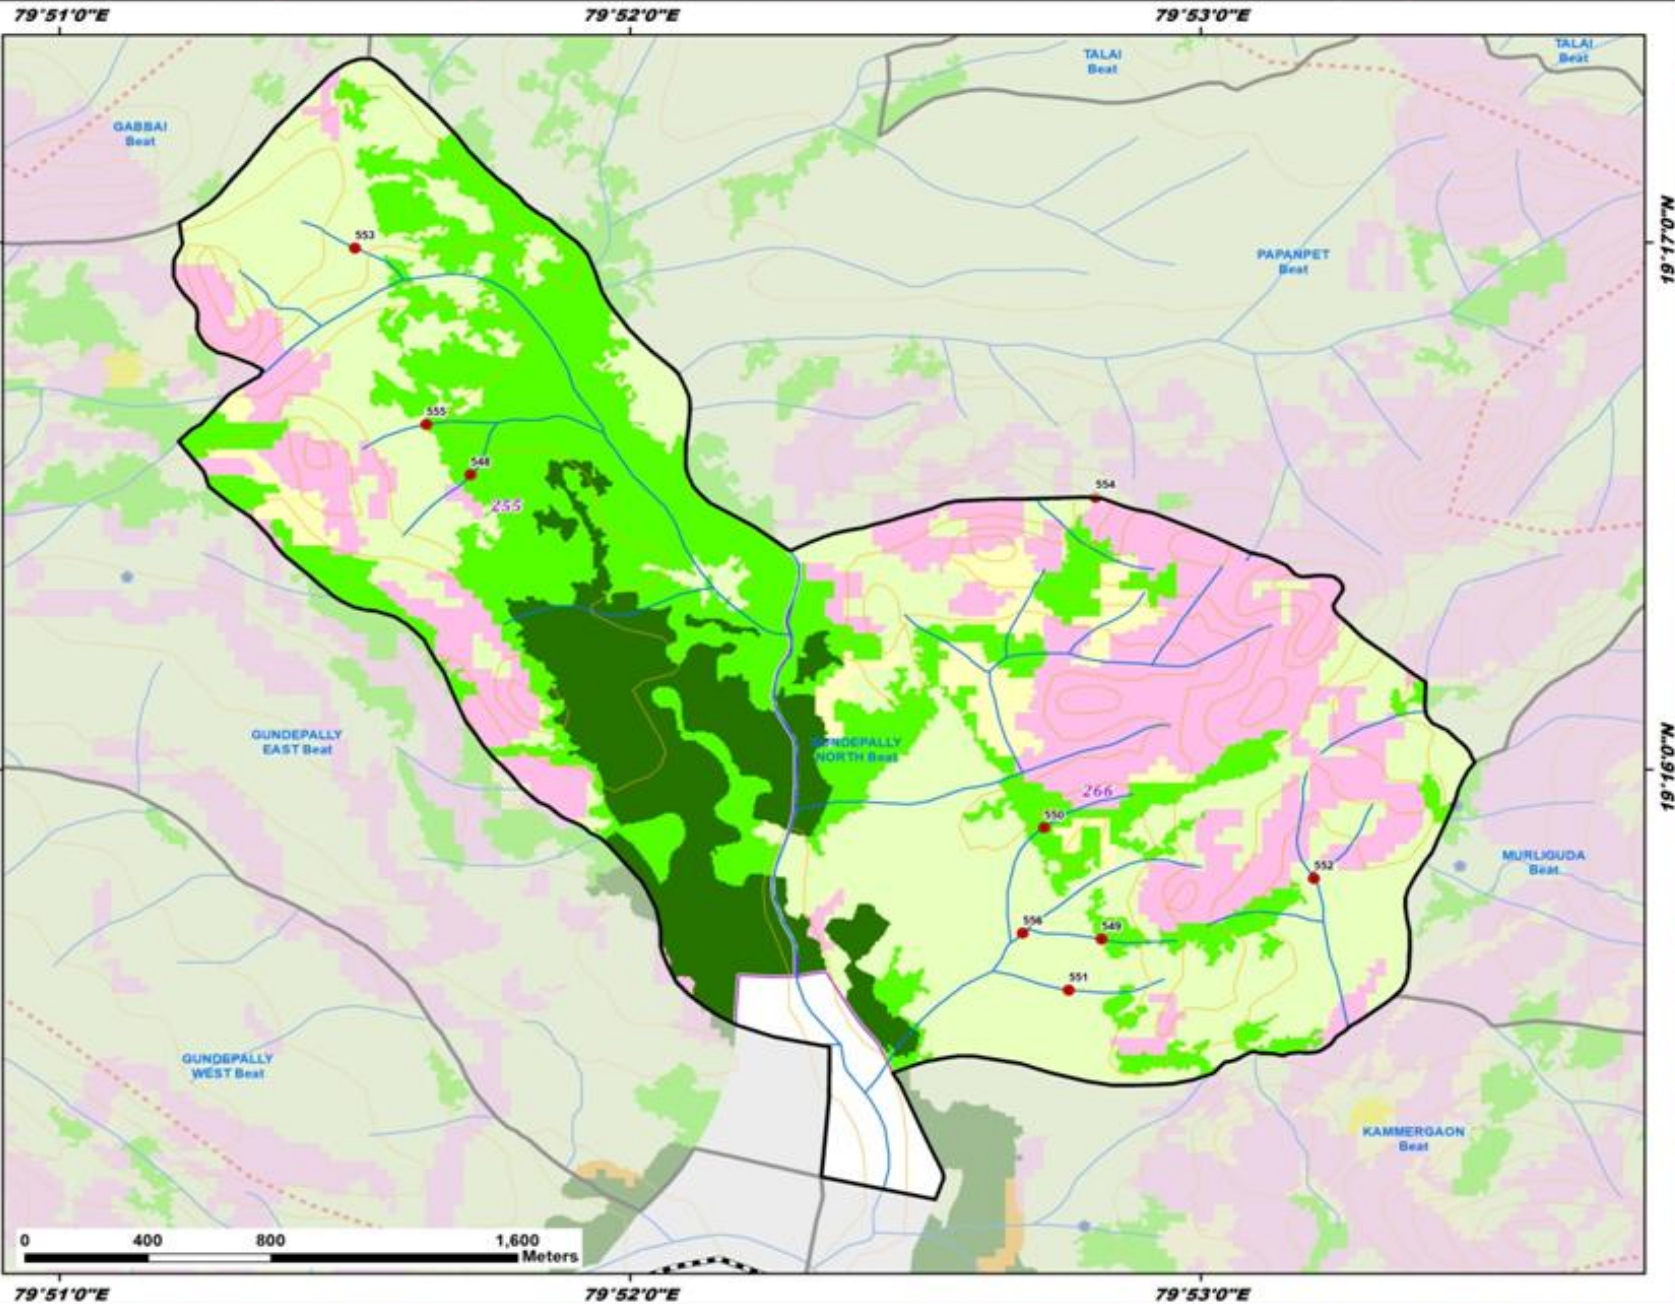 79°51'0"E 79°52'0"E 79°53'0"E
TALAI
Beat
TALAI
Beat
GABBAI
Beat
19°17'0"N
553
PAPANPET
Beat
555
548
255
554
GUNDEPALLY
EAST Beat
GUNDEPALLY
NORTH Beat
19°16'0"N
266
550
552
MURLIGUDA
Beat
556
549
551
GUNDEPALLY
WEST Beat
KAMMERGAON
Beat
0 400 800 1,600
Meters
79°51'0"E 79°52'0"E 79°53'0"E